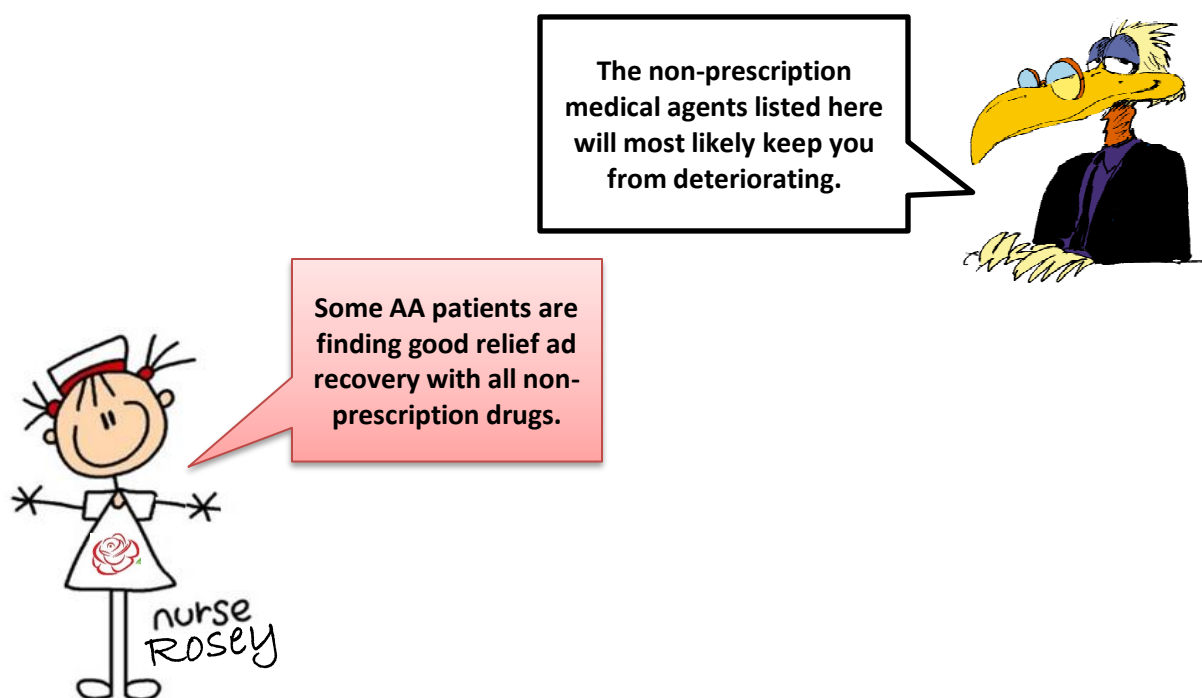 The non-prescription
medical agents listed here
will most likely keep you
from deteriorating.
Some AA patients are
finding good relief ad
recovery with all non-
prescription drugs.
nurse
ROSEY